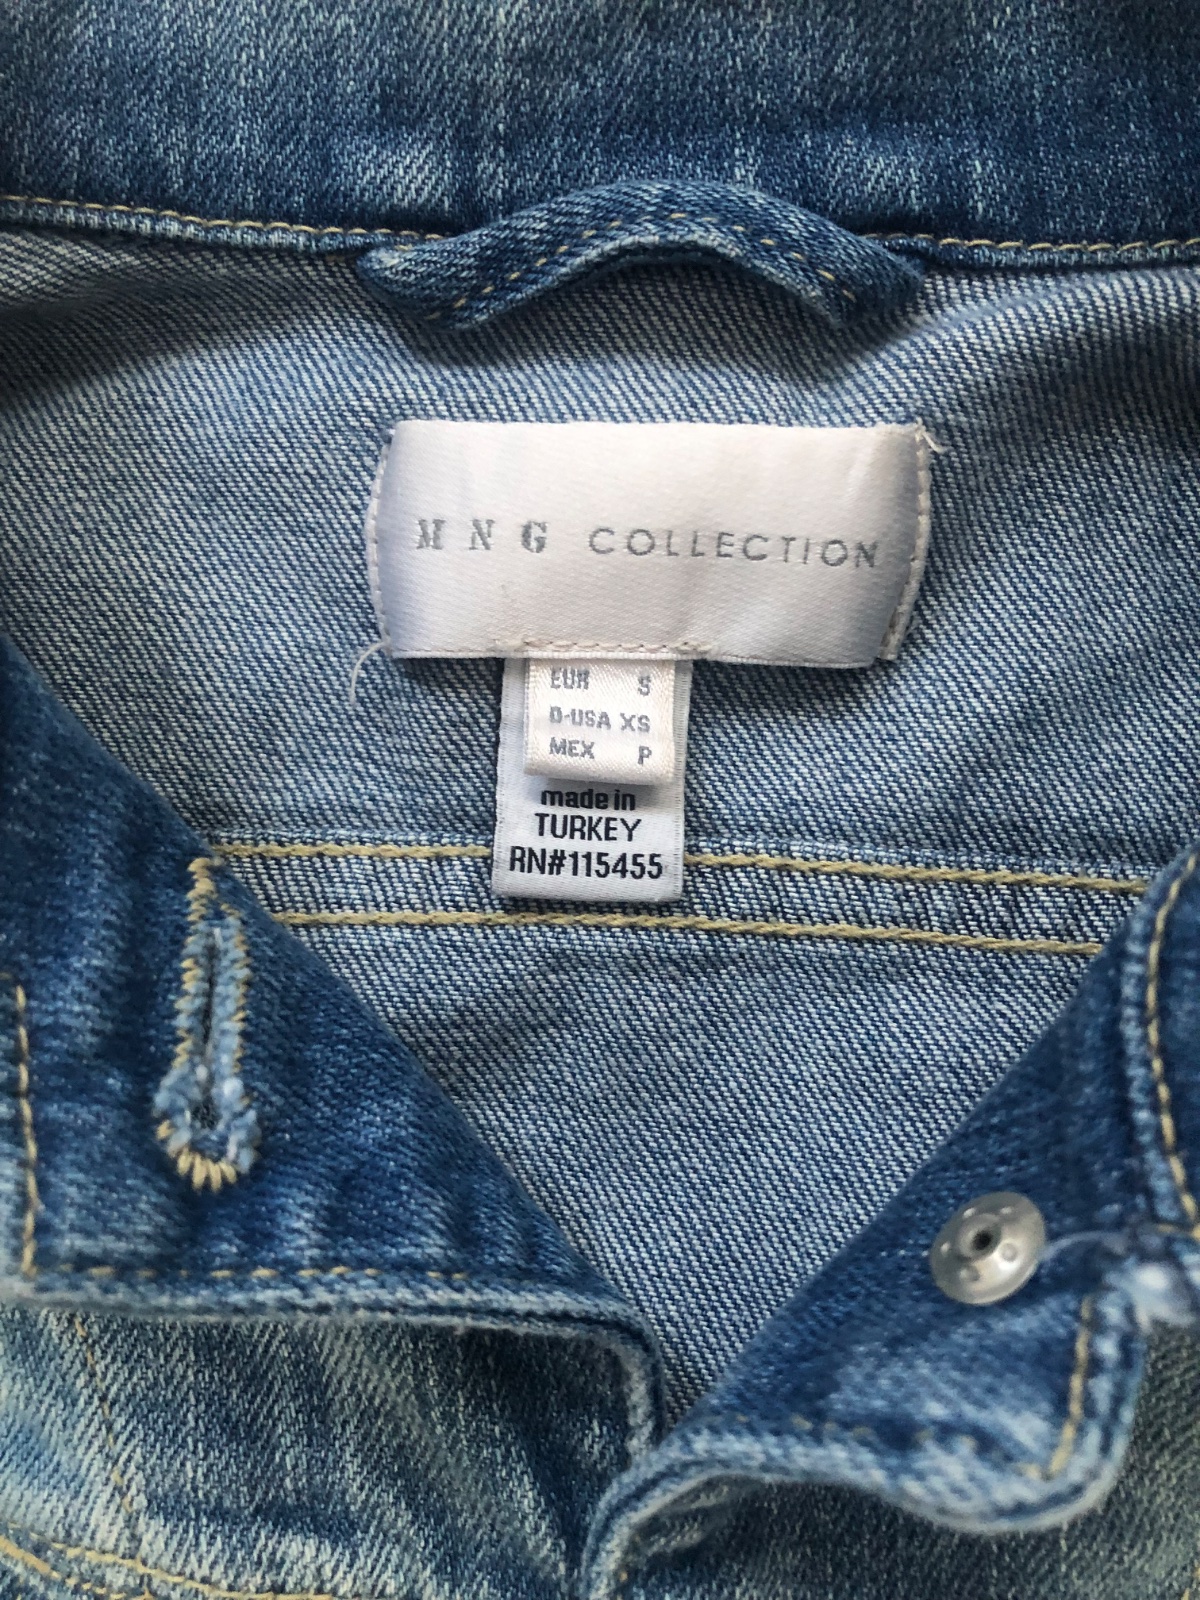 MNG COLLECTION
EUR S
D-USA XS
MEX P
made in
TURKEY
RN#115455